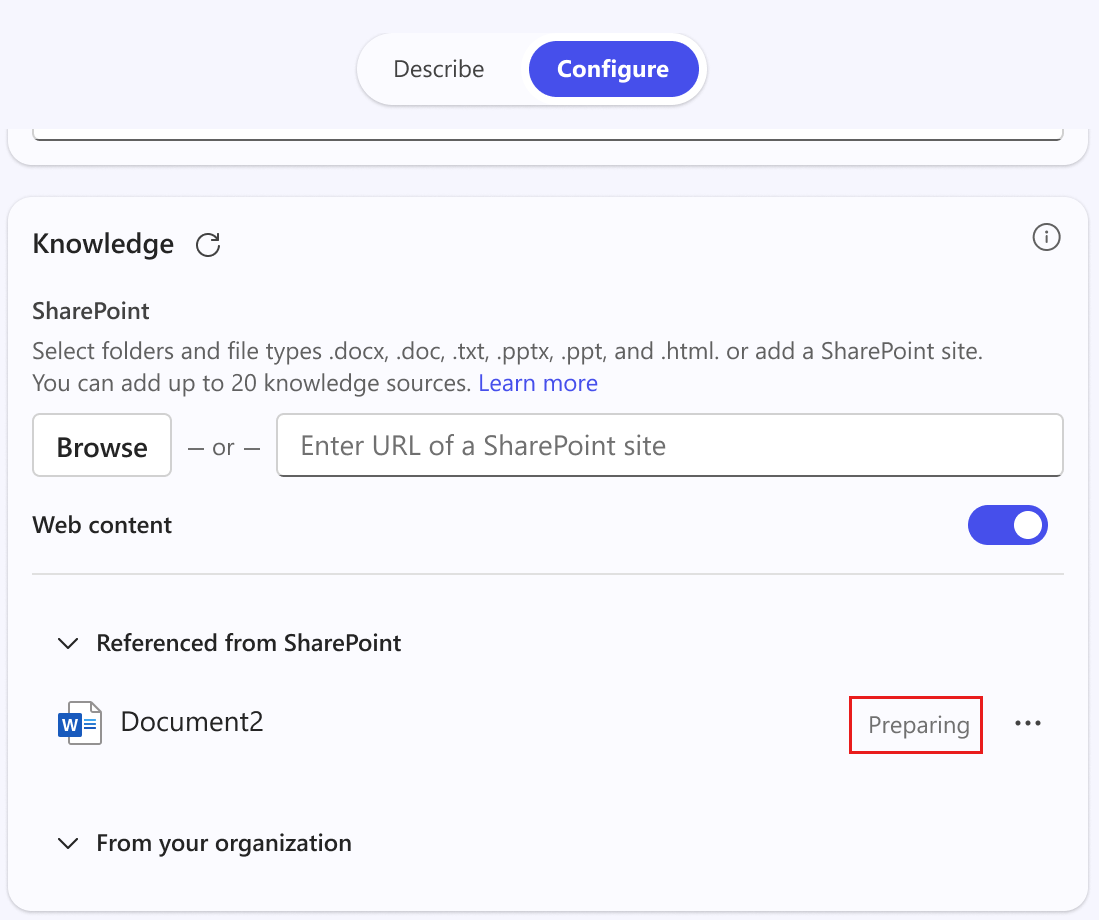 Describe
Configure
Knowledge
SharePoint
Select folders and file types .docx, .doc, .txt, .pptx, .ppt, and .html. or add a SharePoint site.
You can add up to 20 knowledge sources. Learn more
Browse
— or —
Enter URL of a SharePoint site
Web content
Referenced from SharePoint
W
Document2
Preparing
From your organization